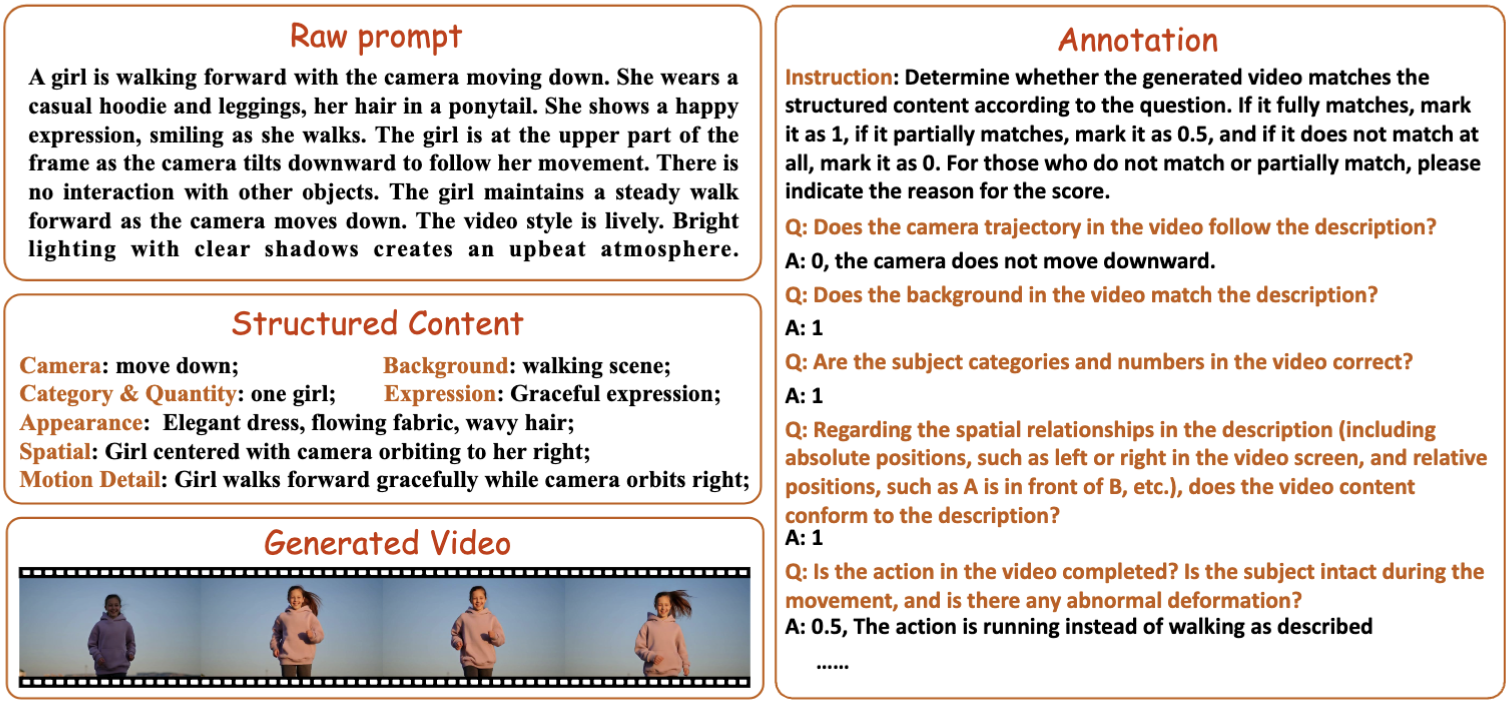 Raw prompt
A girl is walking forward with the camera moving down. She wears a
casual hoodie and leggings, her hair in a ponytail. She shows a happy
expression, smiling as she walks. The girl is at the upper part of the
frame as the camera tilts downward to follow her movement. There is
no interaction with other objects. The girl maintains a steady walk
forward as the camera moves down. The video style is lively. Bright
lighting with clear shadows creates an upbeat atmosphere.
Structured Content
Camera: move down; Background: walking scene;
Category & Quantity: one girl; Expression: Graceful expression;
Appearance: Elegant dress, flowing fabric, wavy hair;
Spatial: Girl centered with camera orbiting to her right;
Motion Detail: Girl walks forward gracefully while camera orbits right;
Generated Video
Annotation
Instruction: Determine whether the generated video matches the
structured content according to the question. If it fully matches, mark
it as 1, if it partially matches, mark it as 0.5, and if it does not match at
all, mark it as 0. For those who do not match or partially match, please
indicate the reason for the score.
Q: Does the camera trajectory in the video follow the description?
A: 0, the camera does not move downward.
Q: Does the background in the video match the description?
A: 1
Q: Are the subject categories and numbers in the video correct?
A: 1
Q: Regarding the spatial relationships in the description (including
absolute positions, such as left or right in the video screen, and relative
positions, such as A is in front of B, etc.), does the video content
conform to the description?
A: 1
Q: Is the action in the video completed? Is the subject intact during the
movement, and is there any abnormal deformation?
A: 0.5, The action is running instead of walking as described
......